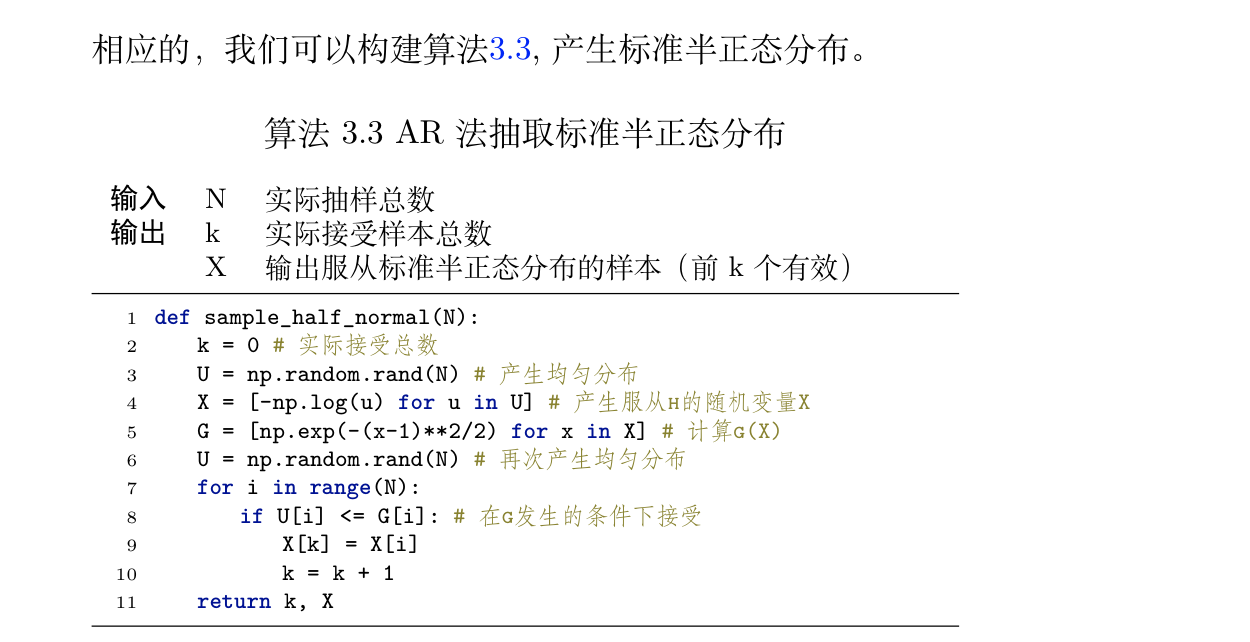 相应的，我们可以构建算法3.3, 产生标准半正态分布。
算法 3.3 AR 法抽取标准半正态分布
输入 N 实际抽样总数
输出 k 实际接受样本总数
X 输出服从标准半正态分布的样本（前 k 个有效）
1 def sample_half_normal(N):
2 k = 0 # 实际接受总数
3 U = np.random.rand(N) # 产生均匀分布
4 X = [-np.log(u) for u in U] # 产生服从H的随机变量X
5 G = [np.exp(-(x-1)**2/2) for x in X] # 计算G(X)
6 U = np.random.rand(N) # 再次产生均匀分布
7 for i in range(N):
8 if U[i] <= G[i]: # 在G发生的条件下接受
9 X[k] = X[i]
10 k = k + 1
11 return k, X